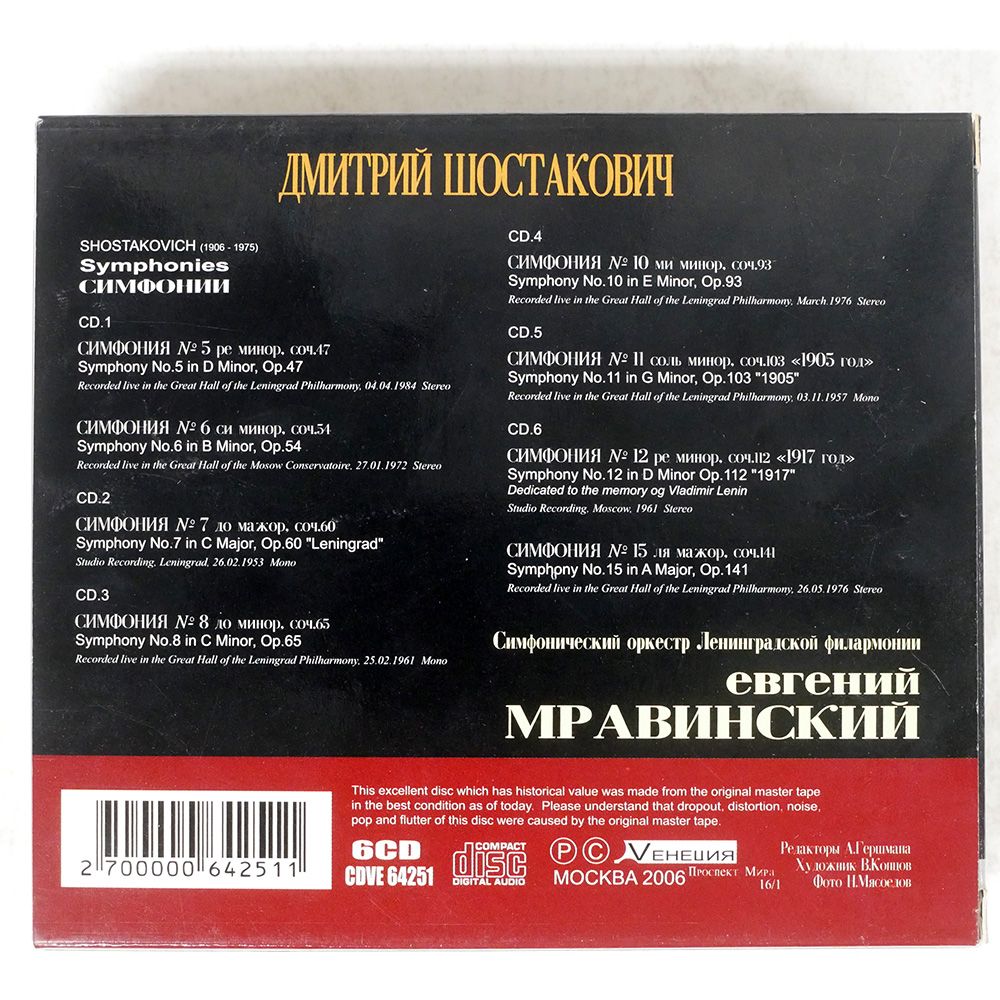 ДМИТРИЙ ШОСТАКОВИЧ
SHOSTAKOVICH (1906 - 1975)
Symphonies
СИМФОНИИ
CD.1
СИМФОНИЯ № 5 ре минор, соч.47
Symphony No.5 in D Minor, Op.47
Recorded live in the Great Hall of the Leningrad Philharmony, 04.04.1984 Stereo
СИМФОНИЯ № 6 си минор, соч.54
Symphony No.6 in B Minor, Op.54
Recorded live in the Great Hall of the Mosow Conservatoire, 27.01.1972 Stereo
CD.2
СИМФОНИЯ № 7 до мажор, соч.60
Symphony No.7 in C Major, Op.60 "Leningrad"
Studio Recording, Leningrad, 26.02.1953 Mono
CD.3
СИМФОНИЯ № 8 до минор, соч.65
Symphony No.8 in C Minor, Op.65
Recorded live in the Great Hall of the Leningrad Philharmony, 25.02.1961 Mono
CD.4
СИМФОНИЯ № 10 ми минор, соч.93
Symphony No.10 in E Minor, Op.93
Recorded live in the Great Hall of the Leningrad Philharmony, March.1976 Stereo
CD.5
СИМФОНИЯ № 11 соль минор, соч.103 «1905 год»
Symphony No.11 in G Minor, Op.103 "1905"
Recorded live in the Great Hall of the Leningrad Philharmony, 03.11.1957 Mono
CD.6
СИМФОНИЯ № 12 ре минор, соч.112 «1917 год»
Symphony No.12 in D Minor Op.112 "1917"
Dedicated to the memory og Vladimir Lenin
Studio Recording, Moscow, 1961 Stereo
СИМФОНИЯ № 15 ля мажор, соч.141
Symphony No.15 in A Major, Op.141
Recorded live in the Great Hall of the Leningrad Philharmony, 26.05.1976 Stereo
Симфонический оркестр Ленинградской филармонии
ЕВГЕНИЙ
МРАВИНСКИЙ
This excellent disc which has historical value was made from the original master tape
in the best condition as of today. Please understand that dropout, distortion, noise,
pop and flutter of this disc were caused by the original master tape.
2 700000 642511
6CD
CDVE 64251
COMPACT
disc
DIGITAL AUDIO
Ⓟ © VЕНЕЦИЯ
МОСКВА 2006 Проспект Мира
16/1
Редакторы А.Гершмана
Художник В.Концов
Фото Н.Мясоедов